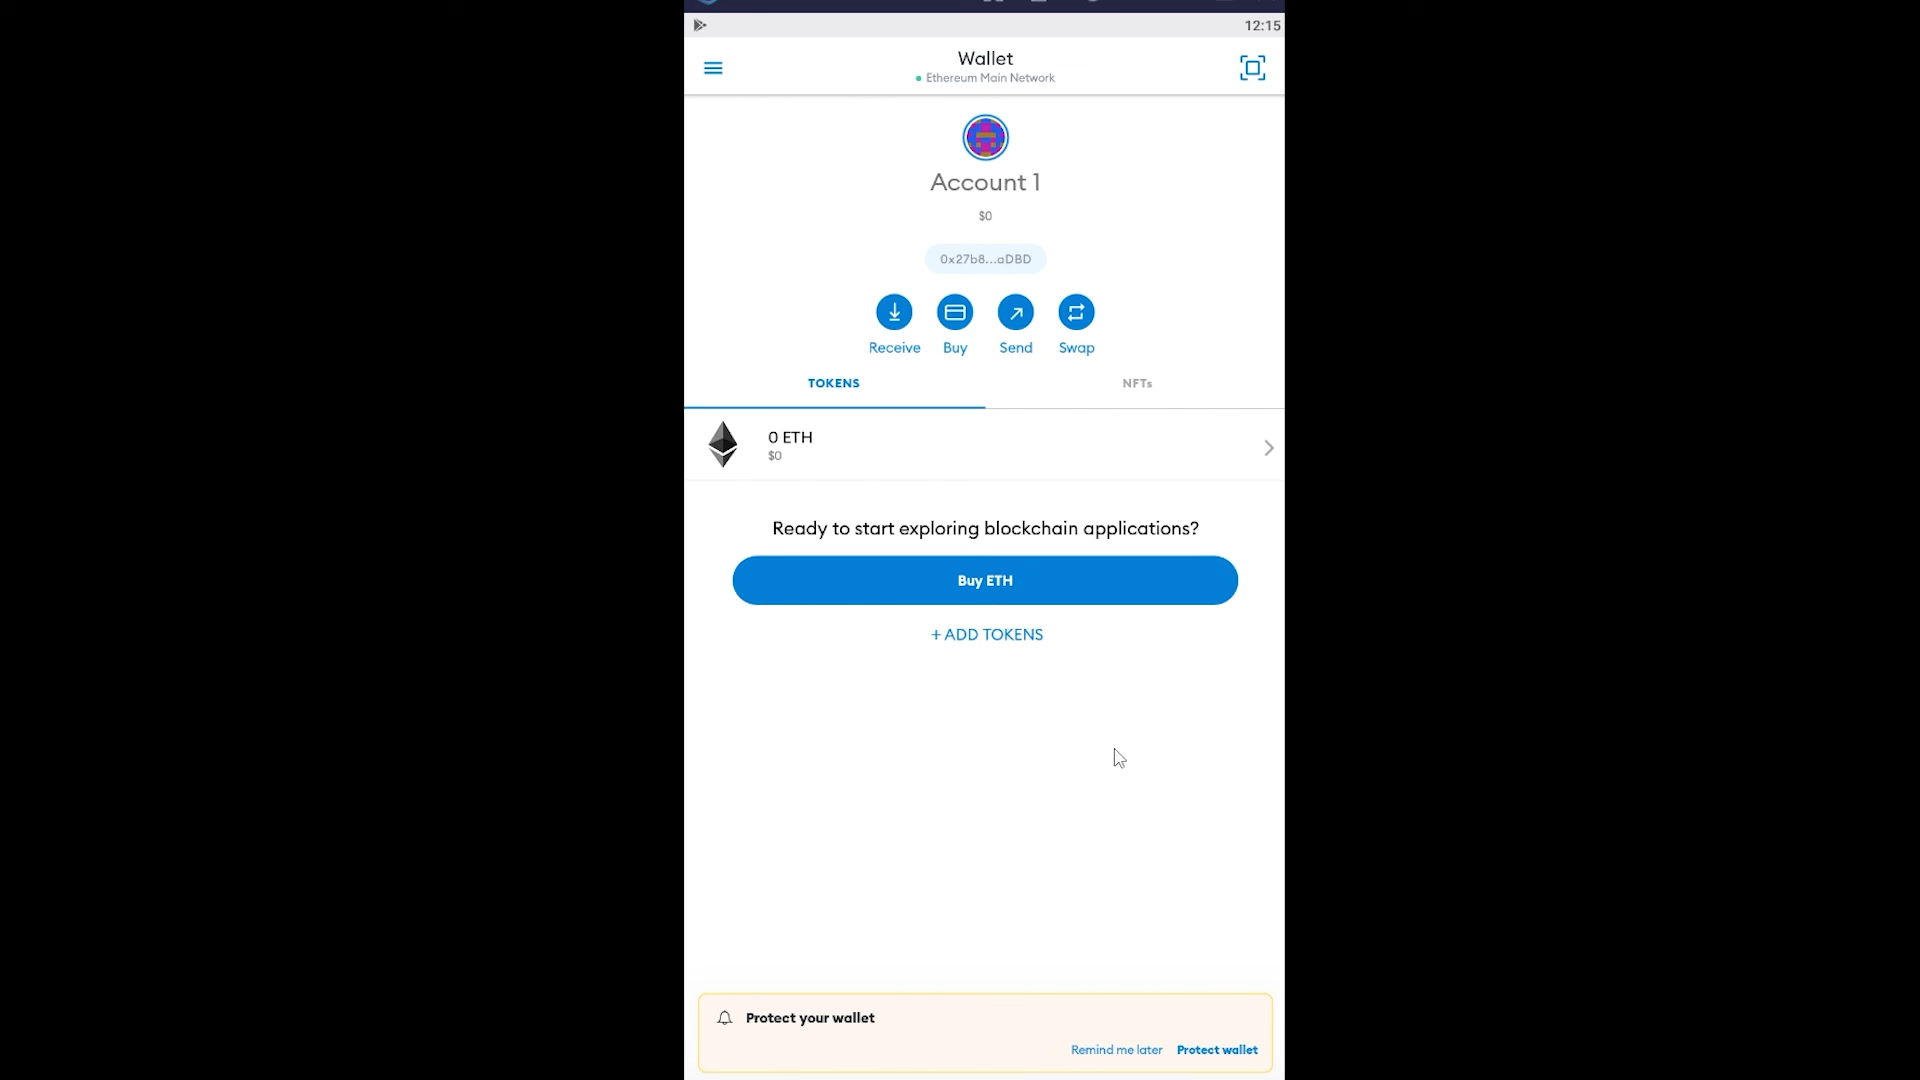 12:15
Wallet
Ethereum Main Network
Account 1
$0
0x27b8...aDBD
Receive Buy Send Swap
TOKENS NFTs
0 ETH
$0
Ready to start exploring blockchain applications?
Buy ETH
+ ADD TOKENS
Protect your wallet
Remind me later Protect wallet